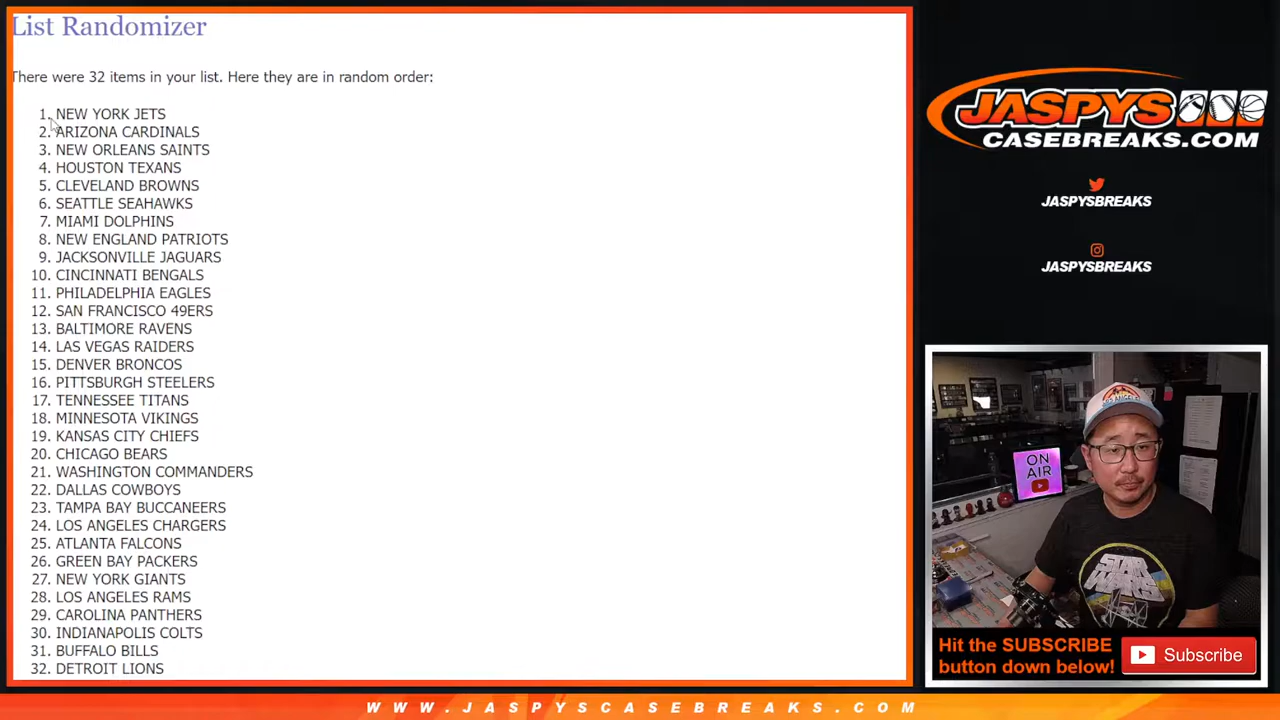 List Randomizer
There were 32 items in your list. Here they are in random order:
1. NEW YORK JETS
2. ARIZONA CARDINALS
3. NEW ORLEANS SAINTS
4. HOUSTON TEXANS
5. CLEVELAND BROWNS
6. SEATTLE SEAHAWKS
7. MIAMI DOLPHINS
8. NEW ENGLAND PATRIOTS
9. JACKSONVILLE JAGUARS
10. CINCINNATI BENGALS
11. PHILADELPHIA EAGLES
12. SAN FRANCISCO 49ERS
13. BALTIMORE RAVENS
14. LAS VEGAS RAIDERS
15. DENVER BRONCOS
16. PITTSBURGH STEELERS
17. TENNESSEE TITANS
18. MINNESOTA VIKINGS
19. KANSAS CITY CHIEFS
20. CHICAGO BEARS
21. WASHINGTON COMMANDERS
22. DALLAS COWBOYS
23. TAMPA BAY BUCCANEERS
24. LOS ANGELES CHARGERS
25. ATLANTA FALCONS
26. GREEN BAY PACKERS
27. NEW YORK GIANTS
28. LOS ANGELES RAMS
29. CAROLINA PANTHERS
30. INDIANAPOLIS COLTS
31. BUFFALO BILLS
32. DETROIT LIONS
JASPYS
CASEBREAKS.COM
JASPYSBREAKS
JASPYSBREAKS
LOS ANGELES
ON
AIR
STAR
WARS
Hit the SUBSCRIBE
button down below!
Subscribe
WWW.JASPYSCASEBREAKS.COM